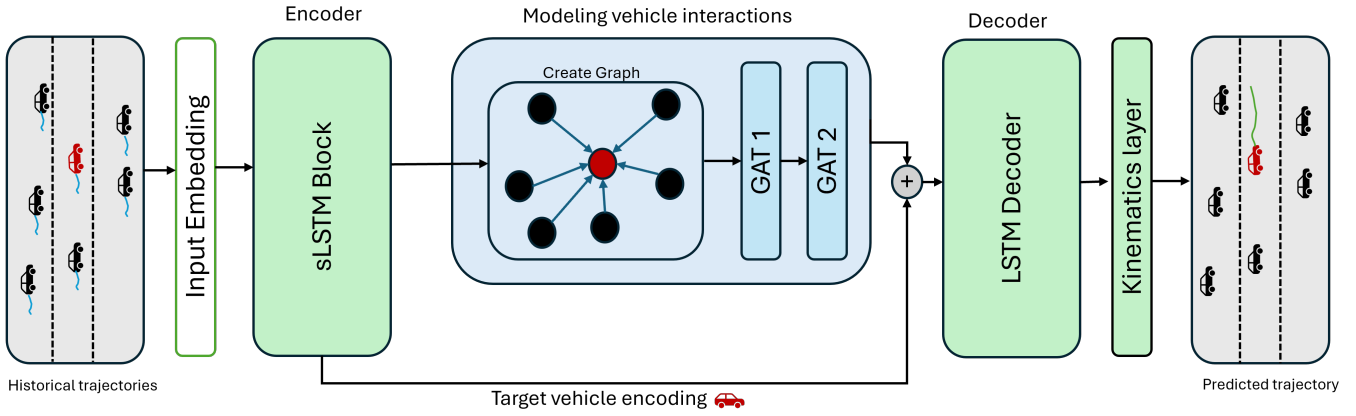 Encoder
Modeling vehicle interactions
Decoder
Create Graph
Input Embedding
sLSTM Block
GAT 1
GAT 2
+
LSTM Decoder
Kinematics layer
Historical trajectories
Target vehicle encoding
Predicted trajectory